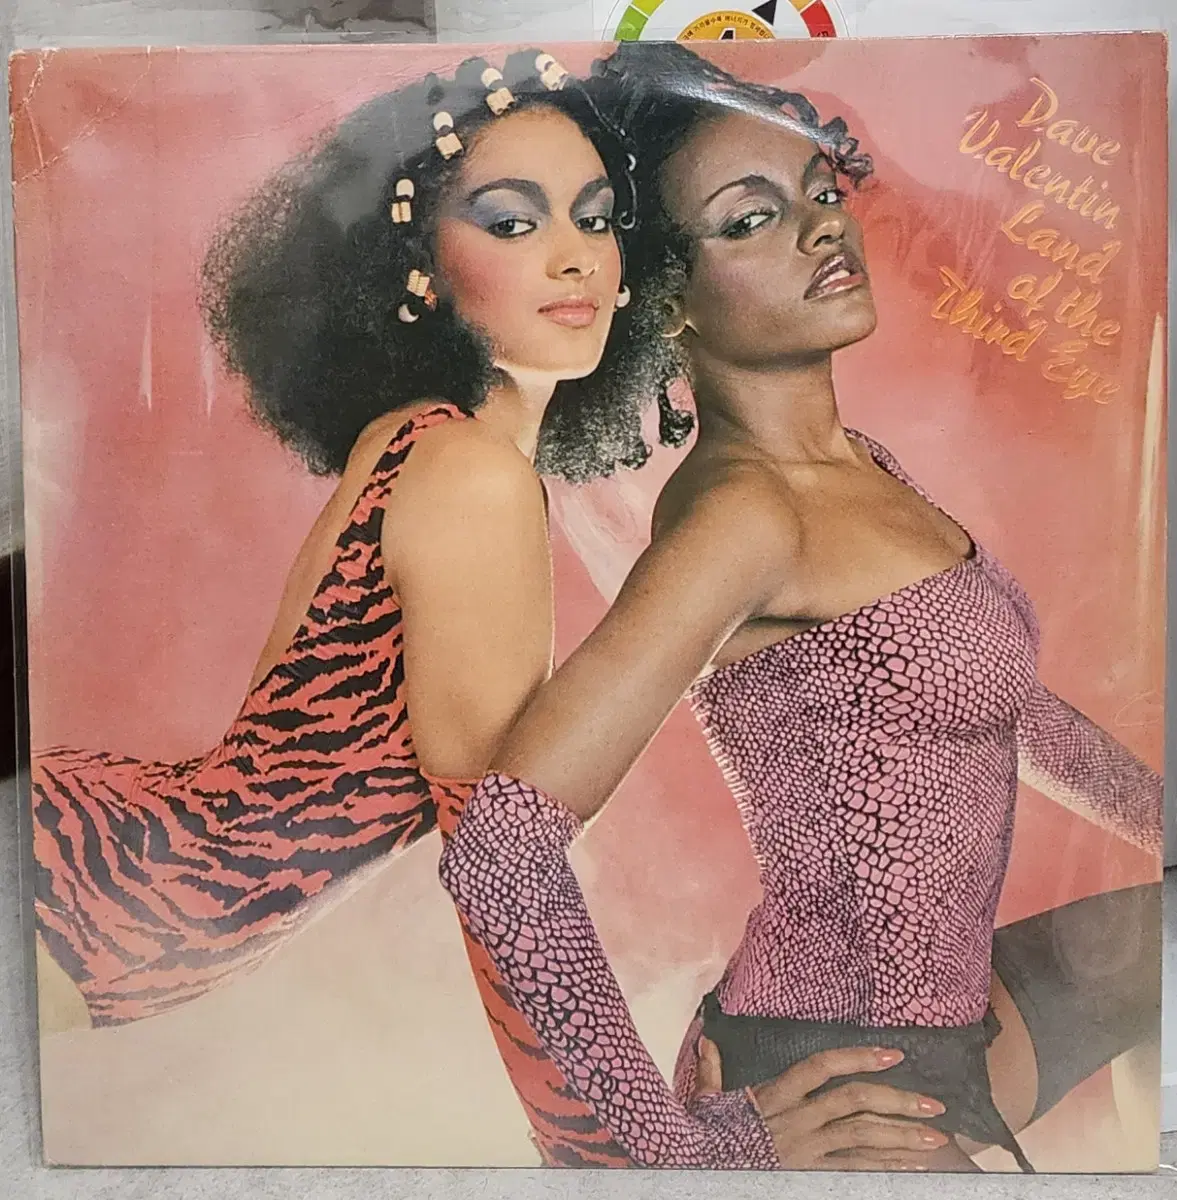 Dave
Valentin
Land
of the
Third Eye